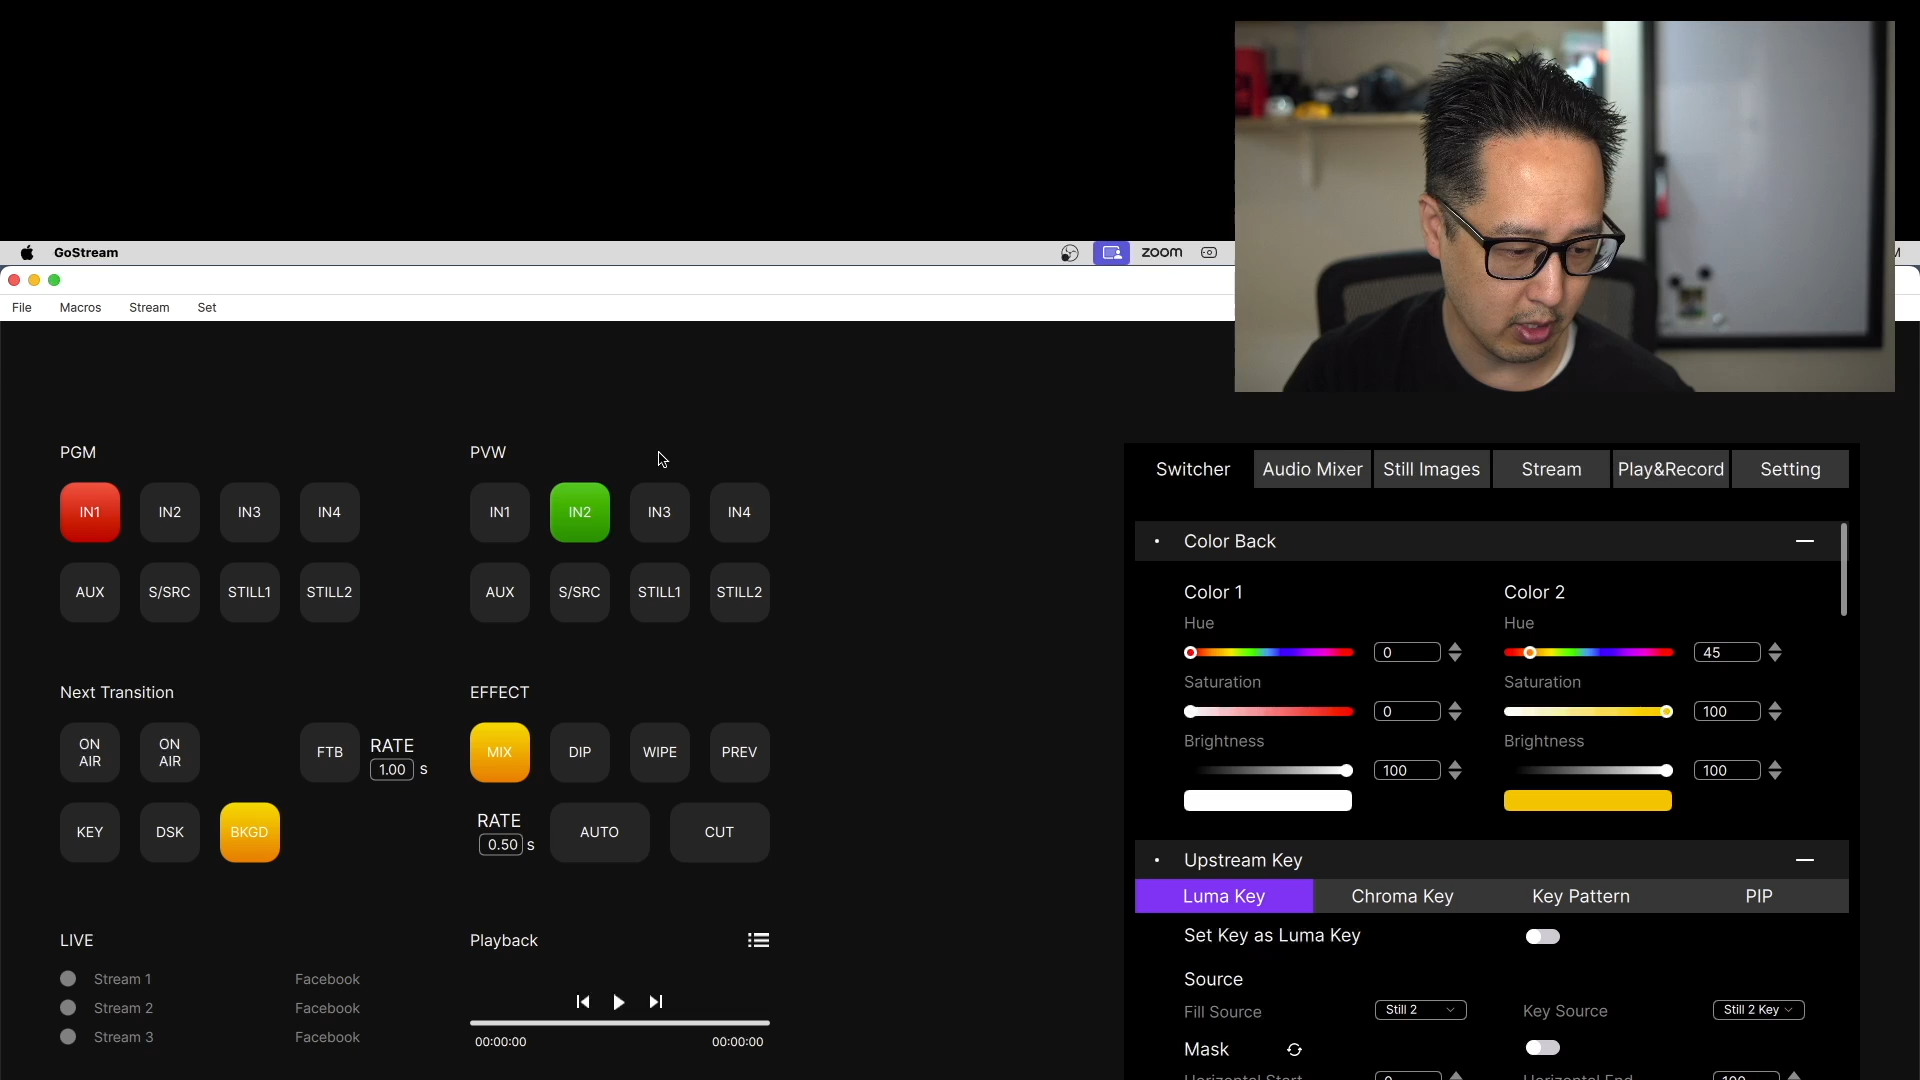 GoStream
zoom
File Macros Stream Set
PGM
IN1 IN2 IN3 IN4
AUX S/SRC STILL1 STILL2
PVW
IN1 IN2 IN3 IN4
AUX S/SRC STILL1 STILL2
Next Transition
ON AIR
ON AIR
FTB
RATE
1.00 s
KEY DSK BKGD
EFFECT
MIX DIP WIPE PREV
RATE
0.50 s
AUTO CUT
LIVE
Stream 1 Facebook
Stream 2 Facebook
Stream 3 Facebook
Playback
00:00:00 00:00:00
Switcher Audio Mixer Still Images Stream Play&Record Setting
Color Back
Color 1 Color 2
Hue Hue
0 45
Saturation Saturation
0 100
Brightness Brightness
100 100
Upstream Key
Luma Key Chroma Key Key Pattern PIP
Set Key as Luma Key
Source
Fill Source Still 2 Key Source Still 2 Key
Mask
Horizontal Start 0 Horizontal End 100